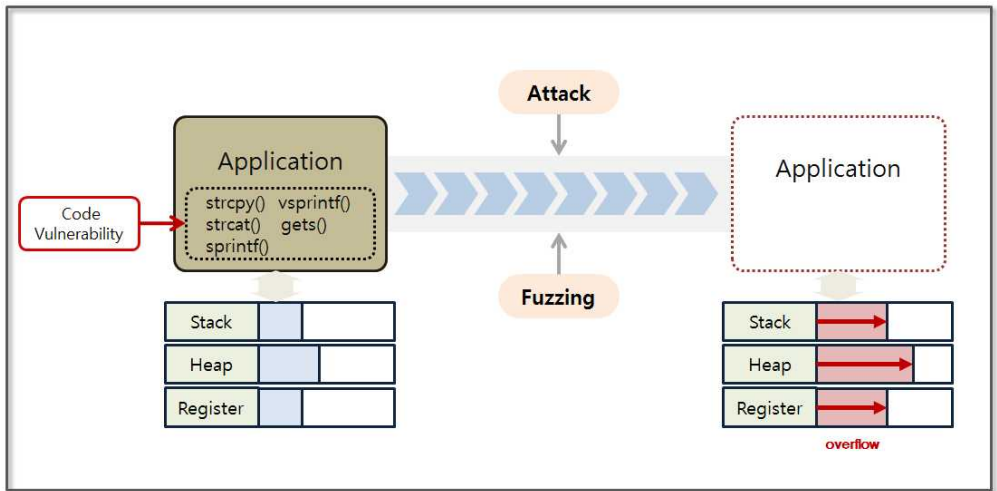 Attack
Application
Application
strcpy() vsprintf()
strcat() gets()
sprintf()
Code
Vulnerability
Fuzzing
Stack
Heap
Register
Stack
Heap
Register
overflow